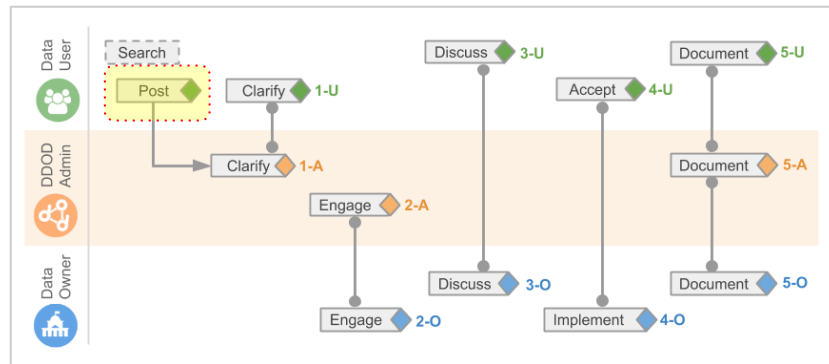 Data
User
Search
Post
Clarify
1-U
Discuss
3-U
Accept
4-U
Document
5-U
DDOD
Admin
Clarify
1-A
Engage
2-A
Document
5-A
Data
Owner
Engage
2-O
Discuss
3-O
Implement
4-O
Document
5-O